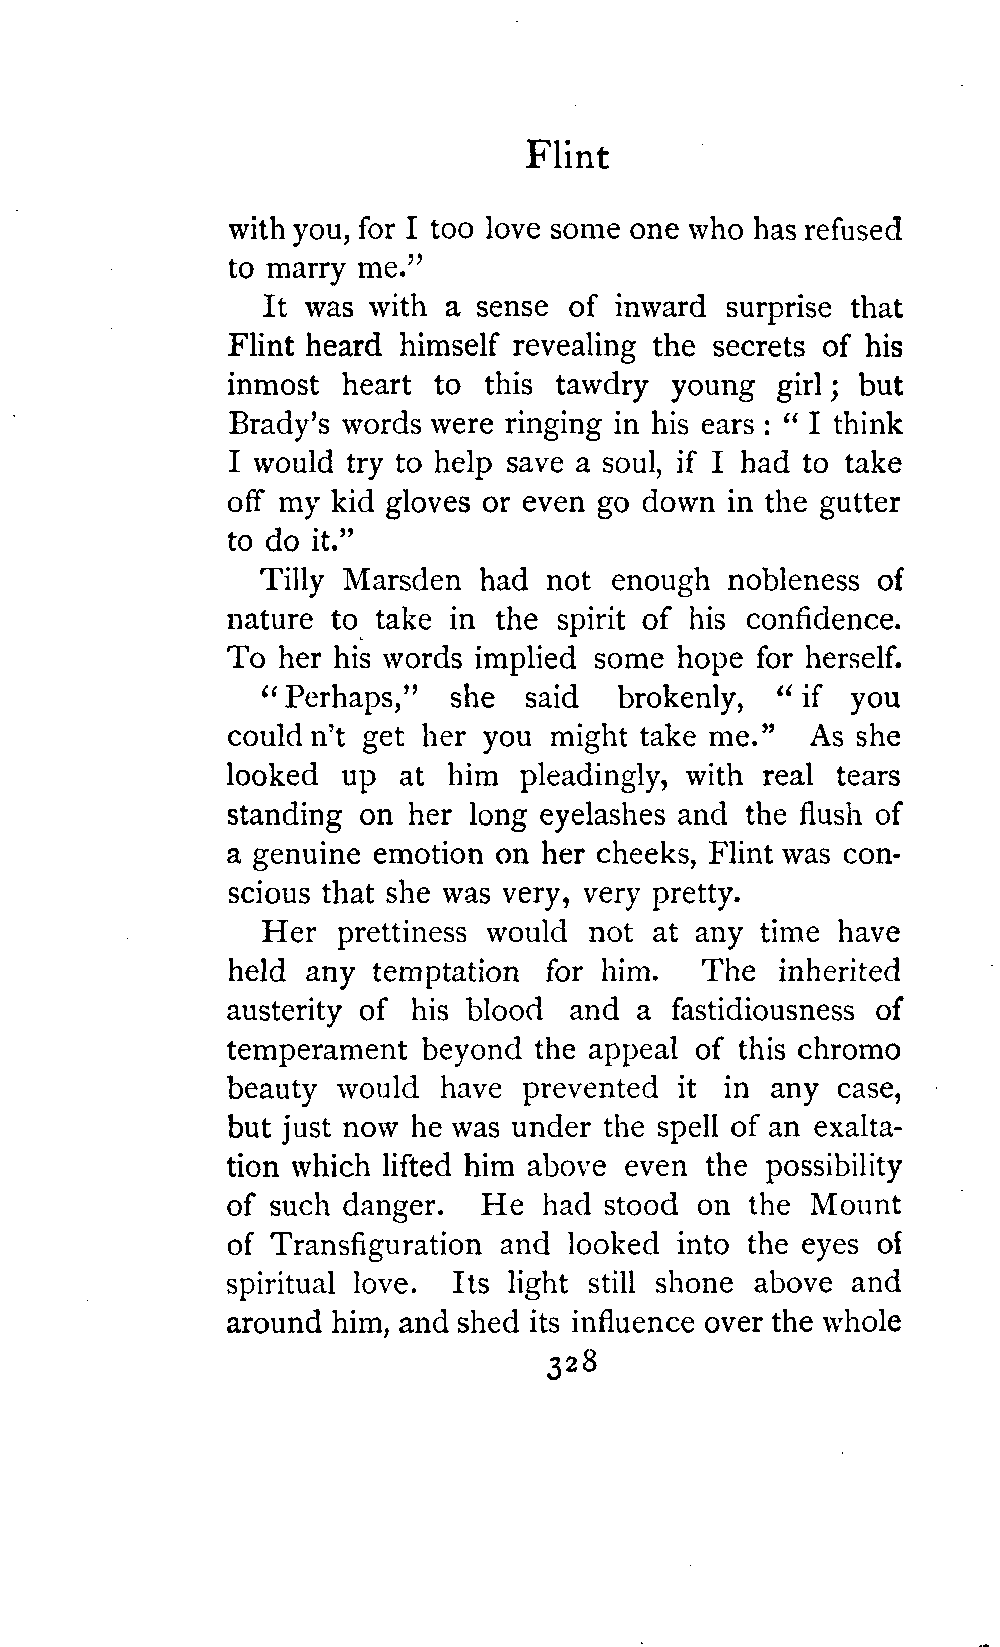 Flint
with you, for I too love some one who has refused
to marry me."
It was with a sense of inward surprise that
Flint heard himself revealing the secrets of his
inmost heart to this tawdry young girl; but
Brady's words were ringing in his ears: "I think
I would try to help save a soul, if I had to take
off my kid gloves or even go down in the gutter
to do it."
Tilly Marsden had not enough nobleness of
nature to take in the spirit of his confidence.
To her his words implied some hope for herself.
"Perhaps," she said brokenly, "if you
could n't get her you might take me." As she
looked up at him pleadingly, with real tears
standing on her long eyelashes and the flush of
a genuine emotion on her cheeks, Flint was con-
scious that she was very, very pretty.
Her prettiness would not at any time have
held any temptation for him. The inherited
austerity of his blood and a fastidiousness of
temperament beyond the appeal of this chromo
beauty would have prevented it in any case,
but just now he was under the spell of an exalta-
tion which lifted him above even the possibility
of such danger. He had stood on the Mount
of Transfiguration and looked into the eyes of
spiritual love. Its light still shone above and
around him, and shed its influence over the whole
328